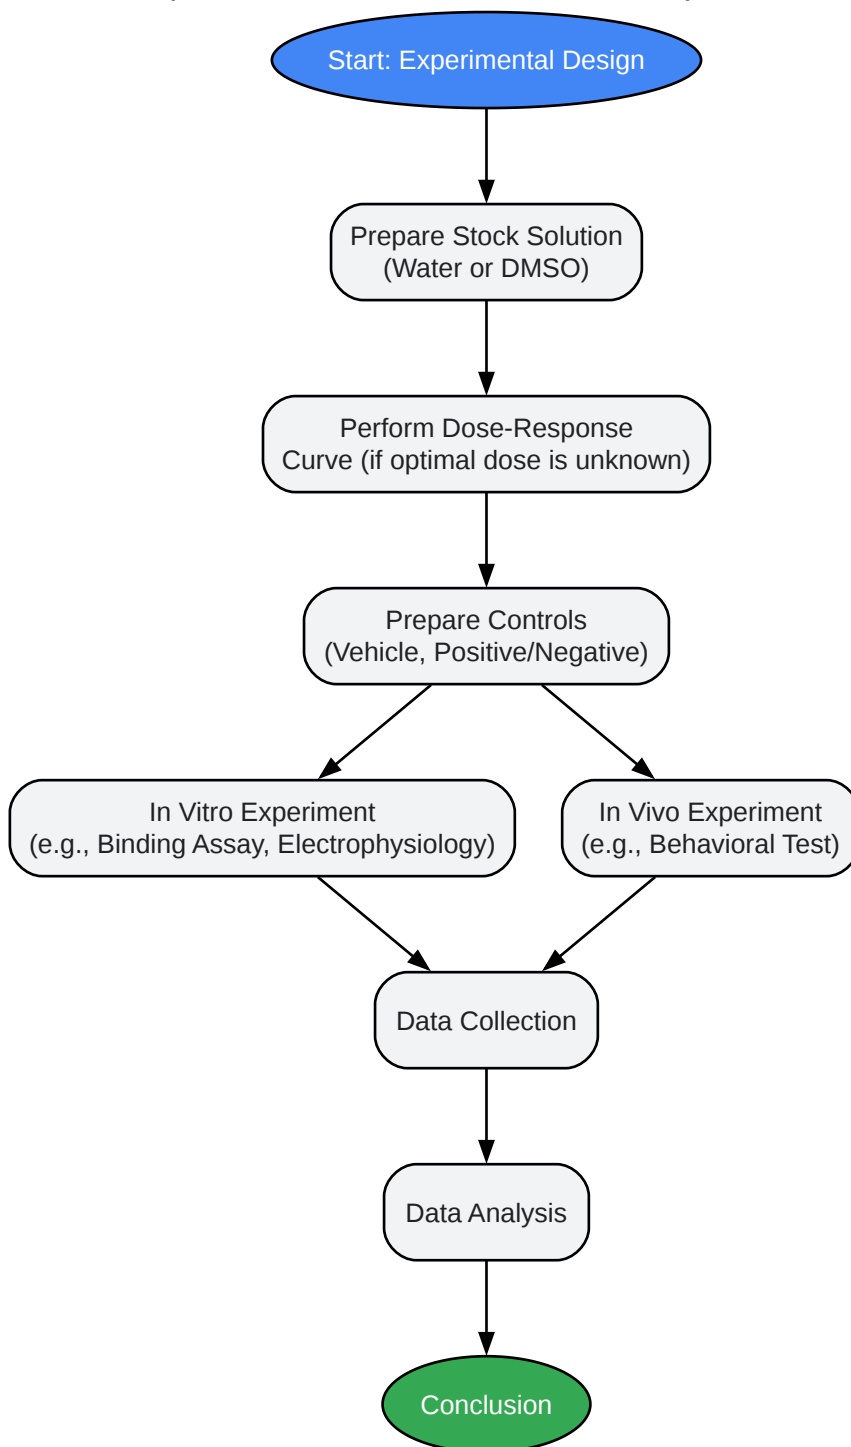 Start: Experimental Design
Prepare Stock Solution
(Water or DMSO)
Perform Dose-Response
Curve (if optimal dose is unknown)
Prepare Controls
(Vehicle, Positive/Negative)
In Vitro Experiment
(e.g., Binding Assay, Electrophysiology)
In Vivo Experiment
(e.g., Behavioral Test)
Data Collection
Data Analysis
Conclusion